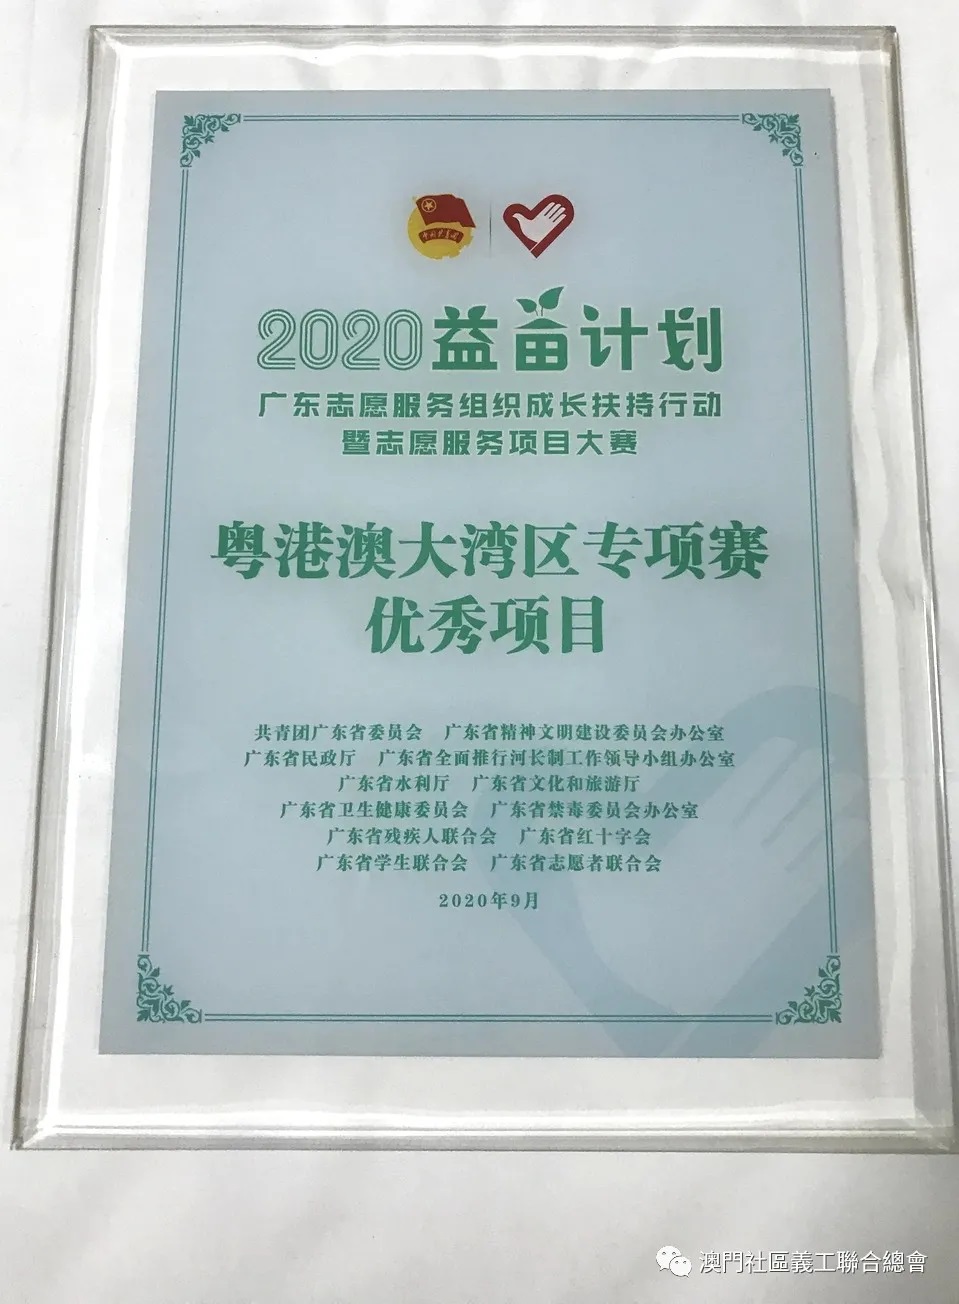 中国共青团
2020益苗计划
广东志愿服务组织成长扶持行动
暨志愿服务项目大赛
粤港澳大湾区专项赛
优秀项目
共青团广东省委员会 广东省精神文明建设委员会办公室
广东省民政厅 广东省全面推行河长制工作领导小组办公室
广东省水利厅 广东省文化和旅游厅
广东省卫生健康委员会 广东省禁毒委员会办公室
广东省残疾人联合会 广东省红十字会
广东省学生联合会 广东省志愿者联合会
2020年9月
澳門社區義工聯合總會